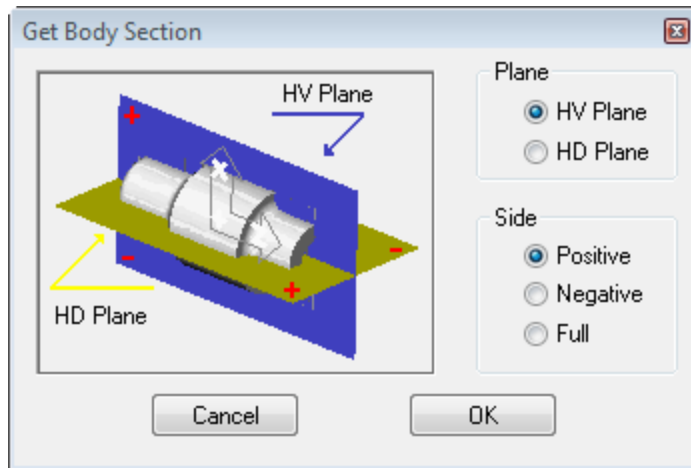 Get Body Section
HV Plane
+
-
-
+
HD Plane
Plane
HV Plane
HD Plane
Side
Positive
Negative
Full
Cancel
OK